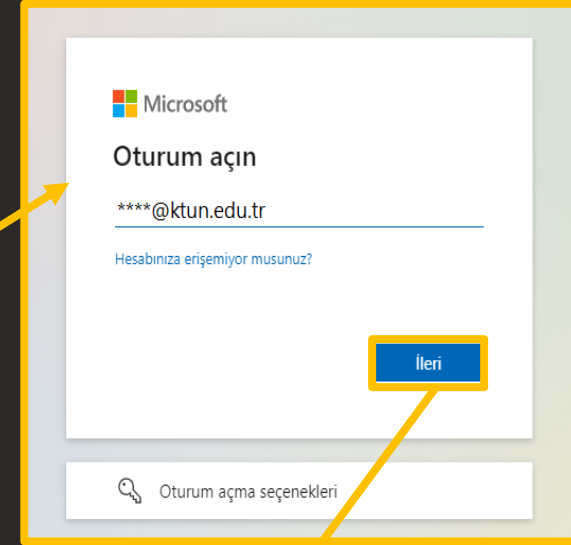 Microsoft
Oturum açın
****@ktun.edu.tr
Hesabınıza erişemiyor musunuz?
İleri
Oturum açma seçenekleri